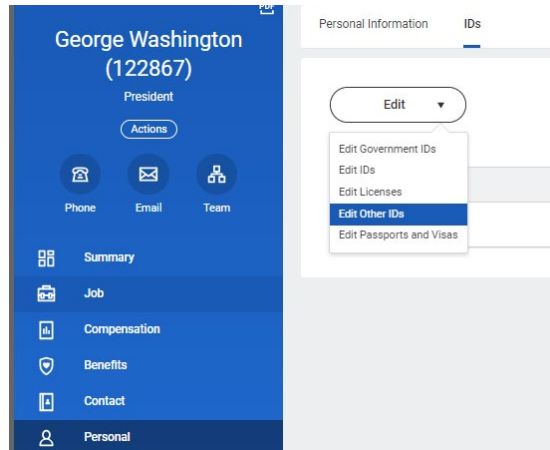 PDF
George Washington
(122867)
President
Actions
Phone Email Team
Summary
Job
Compensation
Benefits
Contact
Personal
Personal Information IDs
Edit
Edit Government IDs
Edit IDs
Edit Licenses
Edit Other IDs
Edit Passports and Visas